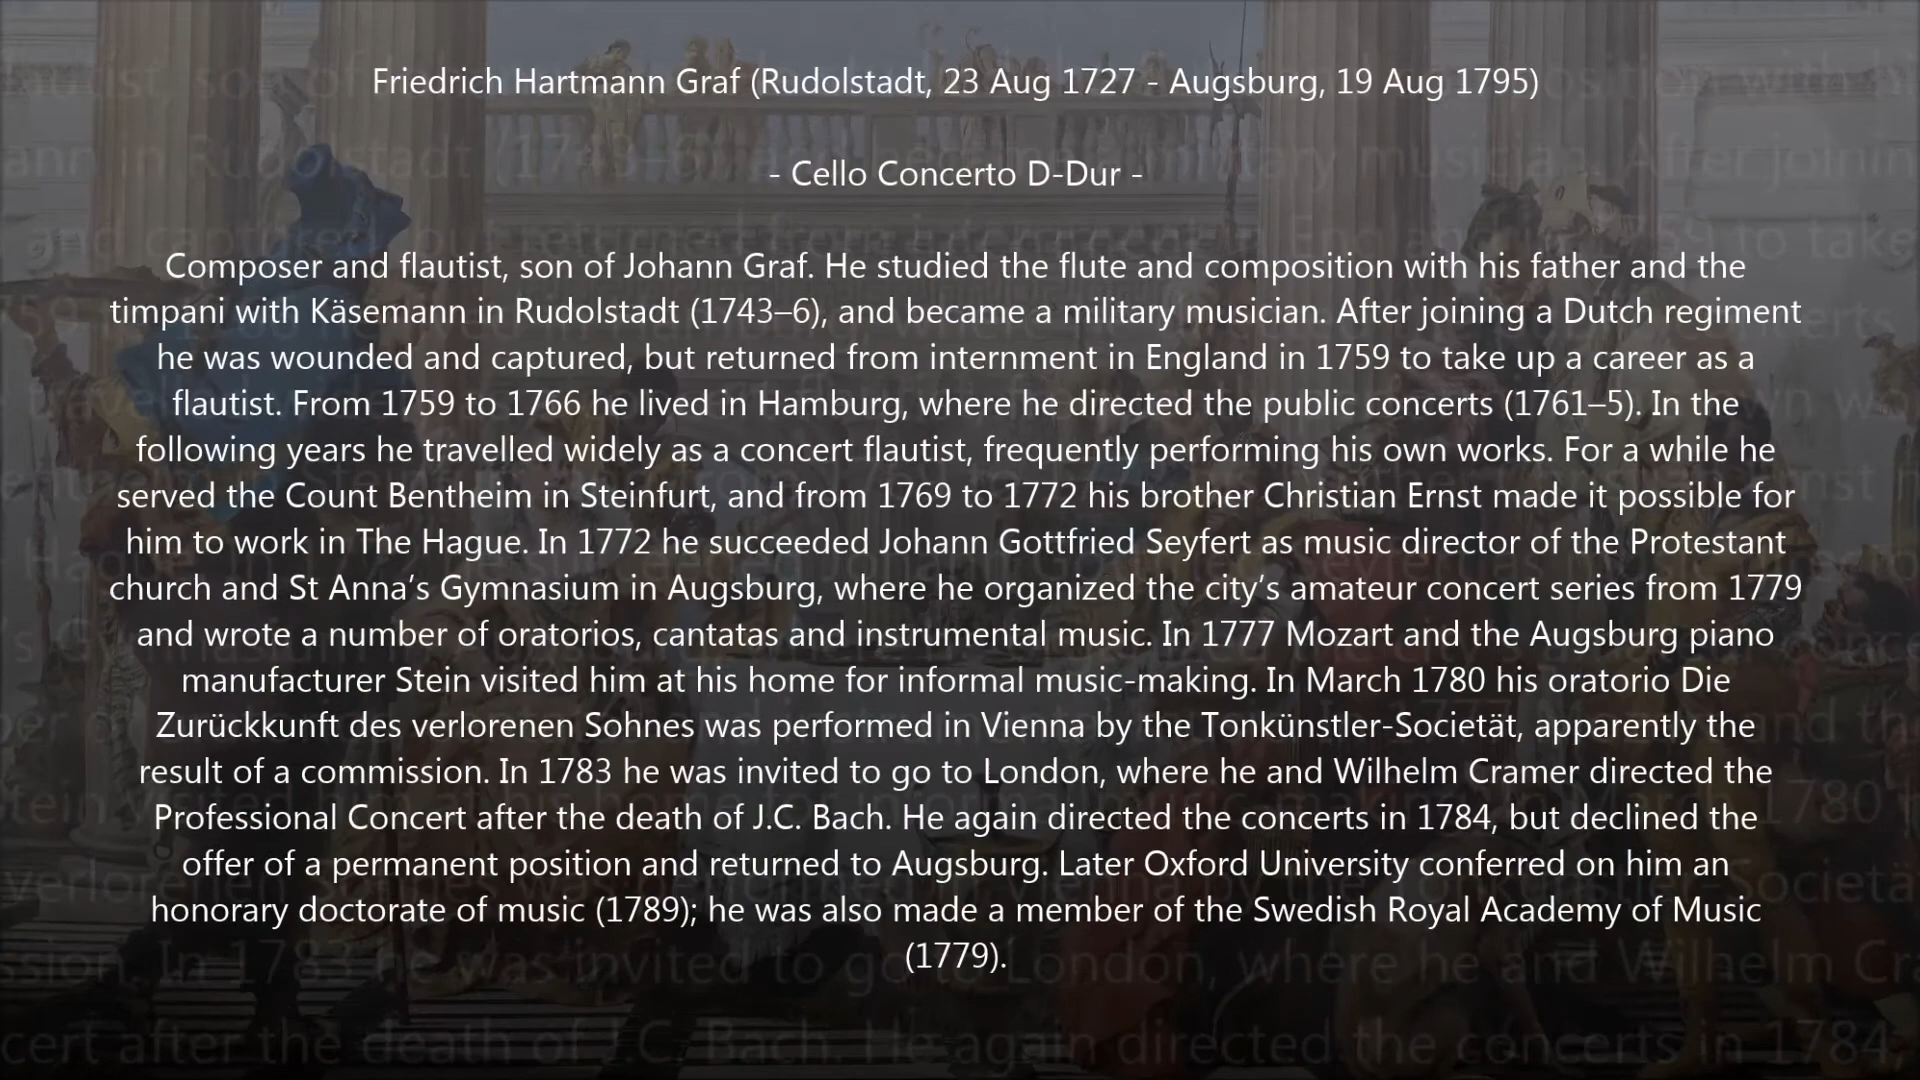 Friedrich Hartmann Graf (Rudolstadt, 23 Aug 1727 - Augsburg, 19 Aug 1795)
- Cello Concerto D-Dur -
Composer and flautist, son of Johann Graf. He studied the flute and composition with his father and the
timpani with Käsemann in Rudolstadt (1743–6), and became a military musician. After joining a Dutch regiment
he was wounded and captured, but returned from internment in England in 1759 to take up a career as a
flautist. From 1759 to 1766 he lived in Hamburg, where he directed the public concerts (1761–5). In the
following years he travelled widely as a concert flautist, frequently performing his own works. For a while he
served the Count Bentheim in Steinfurt, and from 1769 to 1772 his brother Christian Ernst made it possible for
him to work in The Hague. In 1772 he succeeded Johann Gottfried Seyfert as music director of the Protestant
church and St Anna’s Gymnasium in Augsburg, where he organized the city’s amateur concert series from 1779
and wrote a number of oratorios, cantatas and instrumental music. In 1777 Mozart and the Augsburg piano
manufacturer Stein visited him at his home for informal music-making. In March 1780 his oratorio Die
Zurückkunft des verlorenen Sohnes was performed in Vienna by the Tonkünstler-Societät, apparently the
result of a commission. In 1783 he was invited to go to London, where he and Wilhelm Cramer directed the
Professional Concert after the death of J.C. Bach. He again directed the concerts in 1784, but declined the
offer of a permanent position and returned to Augsburg. Later Oxford University conferred on him an
honorary doctorate of music (1789); he was also made a member of the Swedish Royal Academy of Music
(1779).